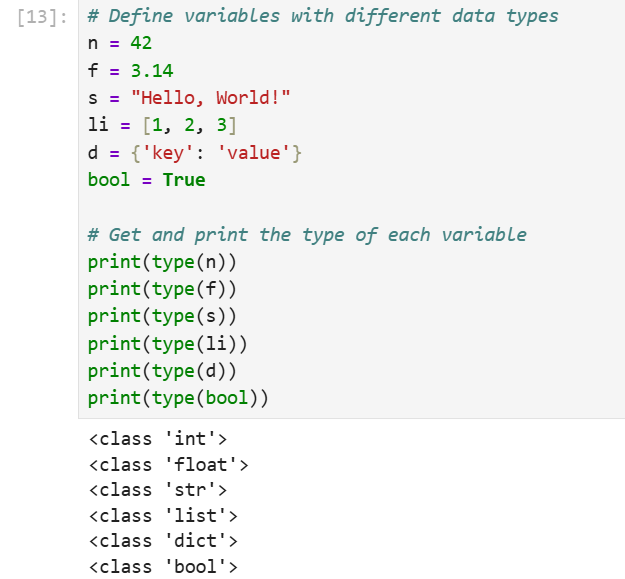 [13]: # Define variables with different data types
n = 42
f = 3.14
s = "Hello, World!"
li = [1, 2, 3]
d = {'key': 'value'}
bool = True
# Get and print the type of each variable
print(type(n))
print(type(f))
print(type(s))
print(type(li))
print(type(d))
print(type(bool))
<class 'int'>
<class 'float'>
<class 'str'>
<class 'list'>
<class 'dict'>
<class 'bool'>